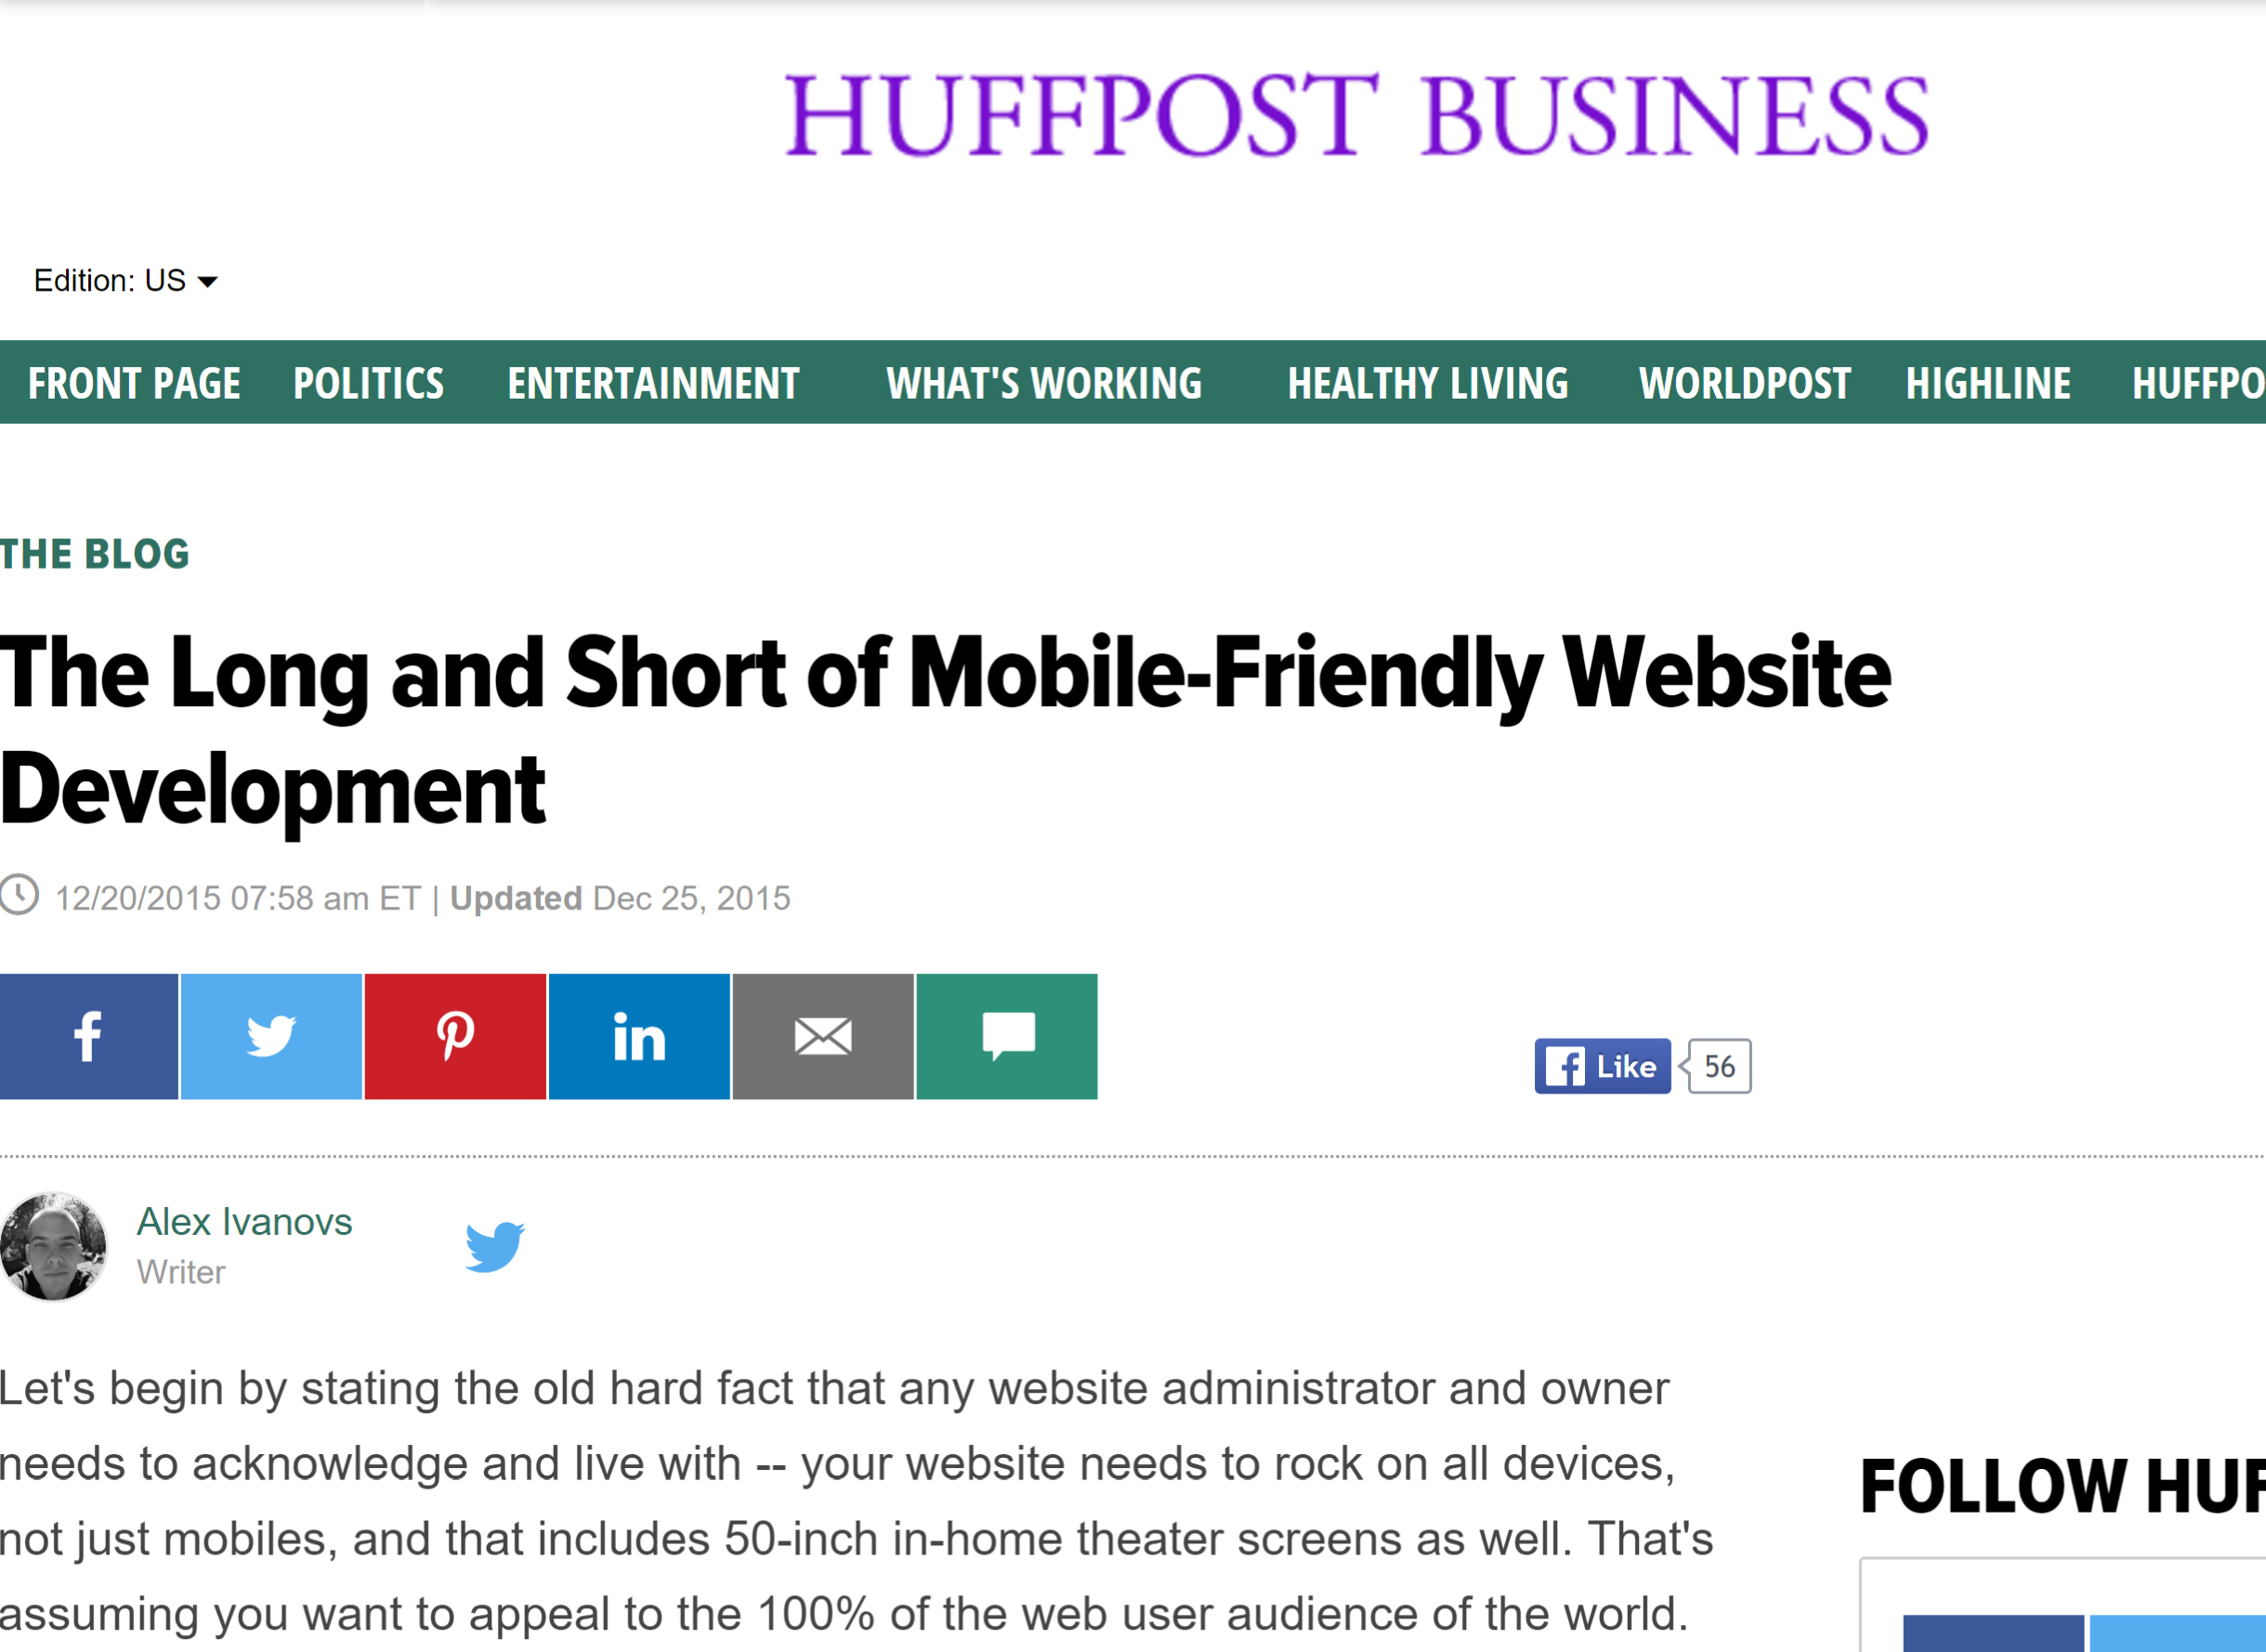 HUFFPOST BUSINESS
Edition: US
FRONT PAGE POLITICS ENTERTAINMENT WHAT'S WORKING HEALTHY LIVING WORLDPOST HIGHLINE HUFFPO
THE BLOG
The Long and Short of Mobile-Friendly Website
Development
12/20/2015 07:58 am ET | Updated Dec 25, 2015
f in
f Like 56
Alex Ivanovs
Writer
Let's begin by stating the old hard fact that any website administrator and owner
needs to acknowledge and live with -- your website needs to rock on all devices,
not just mobiles, and that includes 50-inch in-home theater screens as well. That's
assuming you want to appeal to the 100% of the web user audience of the world.
FOLLOW HUF